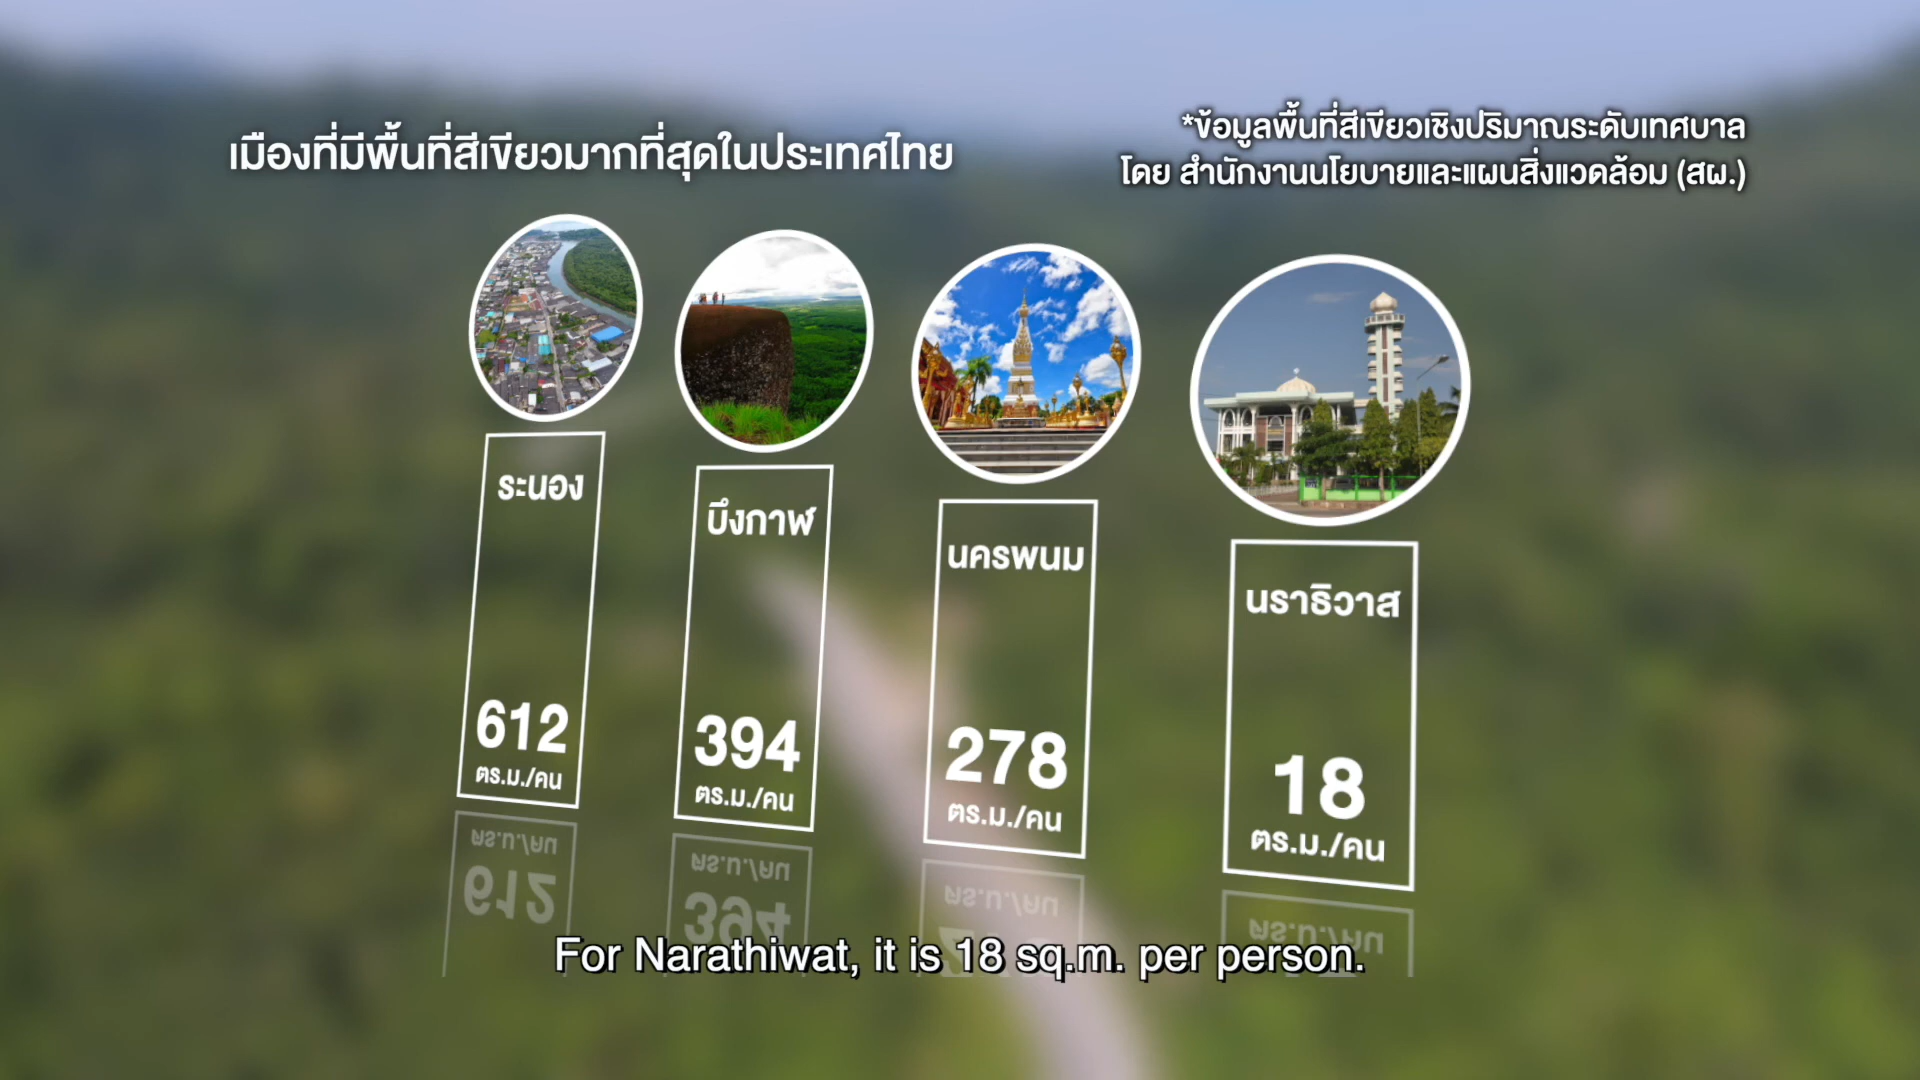 เมืองที่มีพื้นที่สีเขียวมากที่สุดในประเทศไทย
*ข้อมูลพื้นที่สีเขียวเชิงปริมาณระดับเทศบาล
โดย สำนักงานนโยบายและแผนสิ่งแวดล้อม (สผ.)
ระนอง
612
ตร.ม./คน
บึงกาฬ
394
ตร.ม./คน
นครพนม
278
ตร.ม./คน
นราธิวาส
18
ตร.ม./คน
For Narathiwat, it is 18 sq.m. per person.